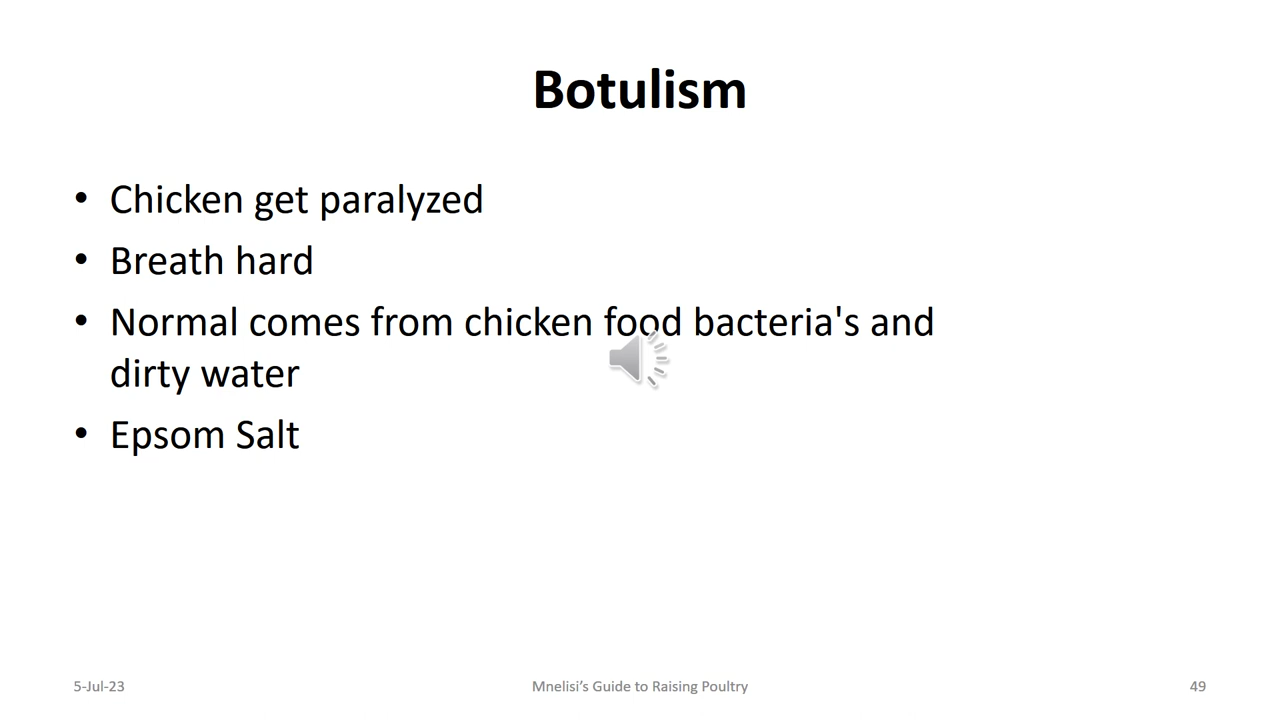 Botulism
• Chicken get paralyzed
• Breath hard
• Normal comes from chicken food bacteria's and
dirty water
• Epsom Salt
5-Jul-23
Mnelisi’s Guide to Raising Poultry
49